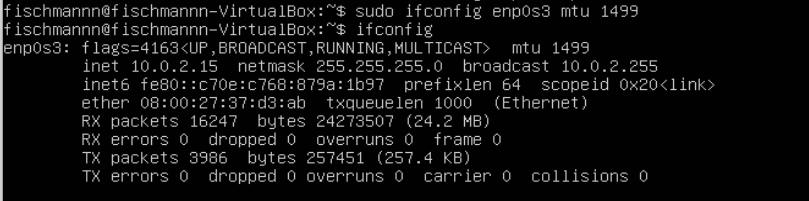 fischmannn@fischmannn-VirtualBox:~$ sudo ifconfig enp0s3 mtu 1499
fischmannn@fischmannn-VirtualBox:~$ ifconfig
enp0s3: flags=4163<UP,BROADCAST,RUNNING,MULTICAST>  mtu 1499
        inet 10.0.2.15  netmask 255.255.255.0  broadcast 10.0.2.255
        inet6 fe80::c70e:c768:879a:1b97  prefixlen 64  scopeid 0x20<link>
        ether 08:00:27:37:d3:ab  txqueuelen 1000  (Ethernet)
        RX packets 16247  bytes 24273507 (24.2 MB)
        RX errors 0  dropped 0  overruns 0  frame 0
        TX packets 3986  bytes 257451 (257.4 KB)
        TX errors 0  dropped 0 overruns 0  carrier 0  collisions 0